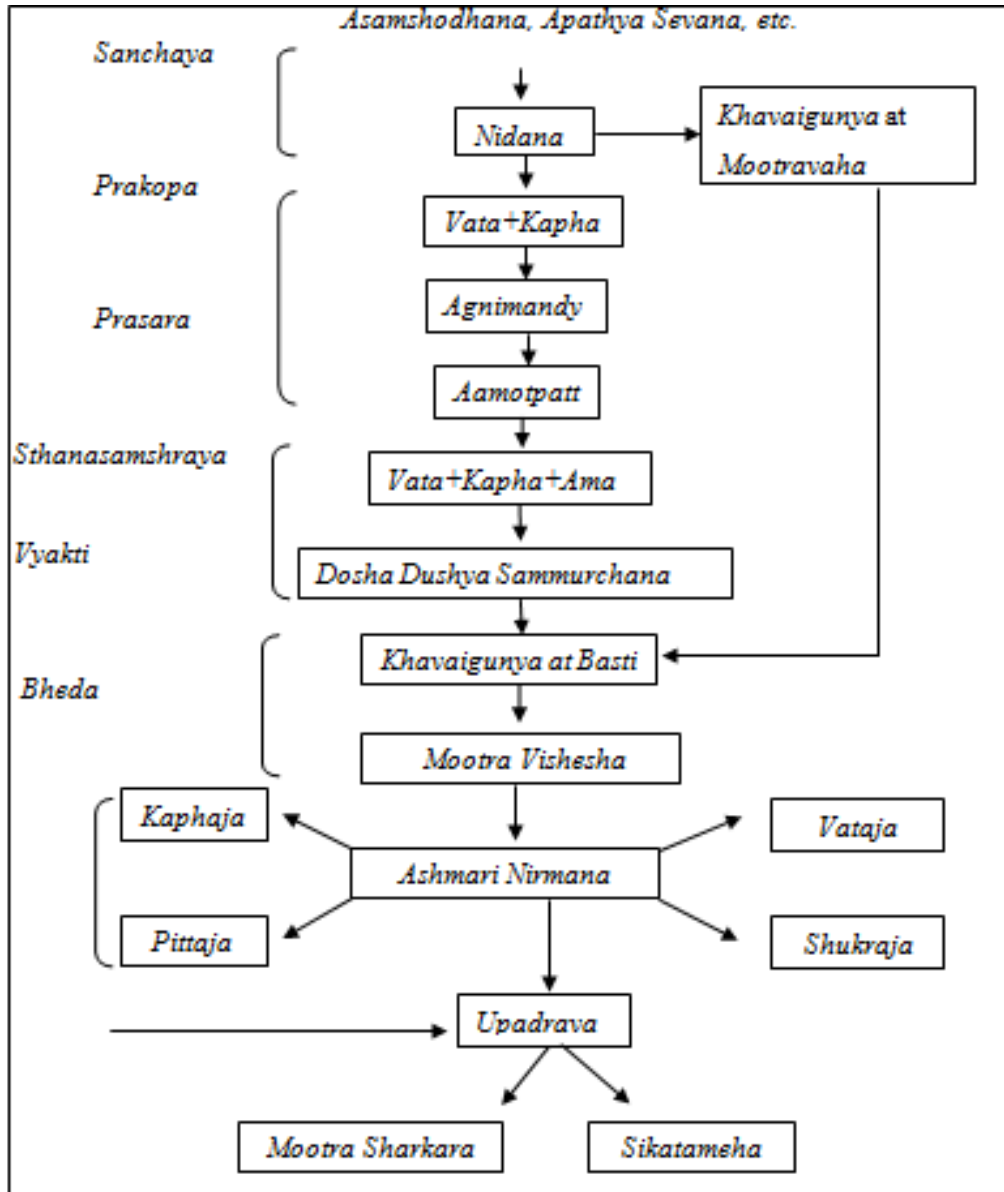 Asamshodhana, Apathya Sevana, etc.
Sanchaya
Nidana
Khavaigunya at
Mootravaha
Prakopa
Vata+Kapha
Agnimandy
Prasara
Aamotpatt
Sthanasamshraya
Vata+Kapha+Ama
Vyakti
Dosha Dushya Sammurchana
Khavaigunya at Basti
Bheda
Mootra Vishesha
Kaphaja
Vataja
Ashmari Nirmana
Pittaja
Shukraja
Upadrava
Mootra Sharkara
Sikatameha